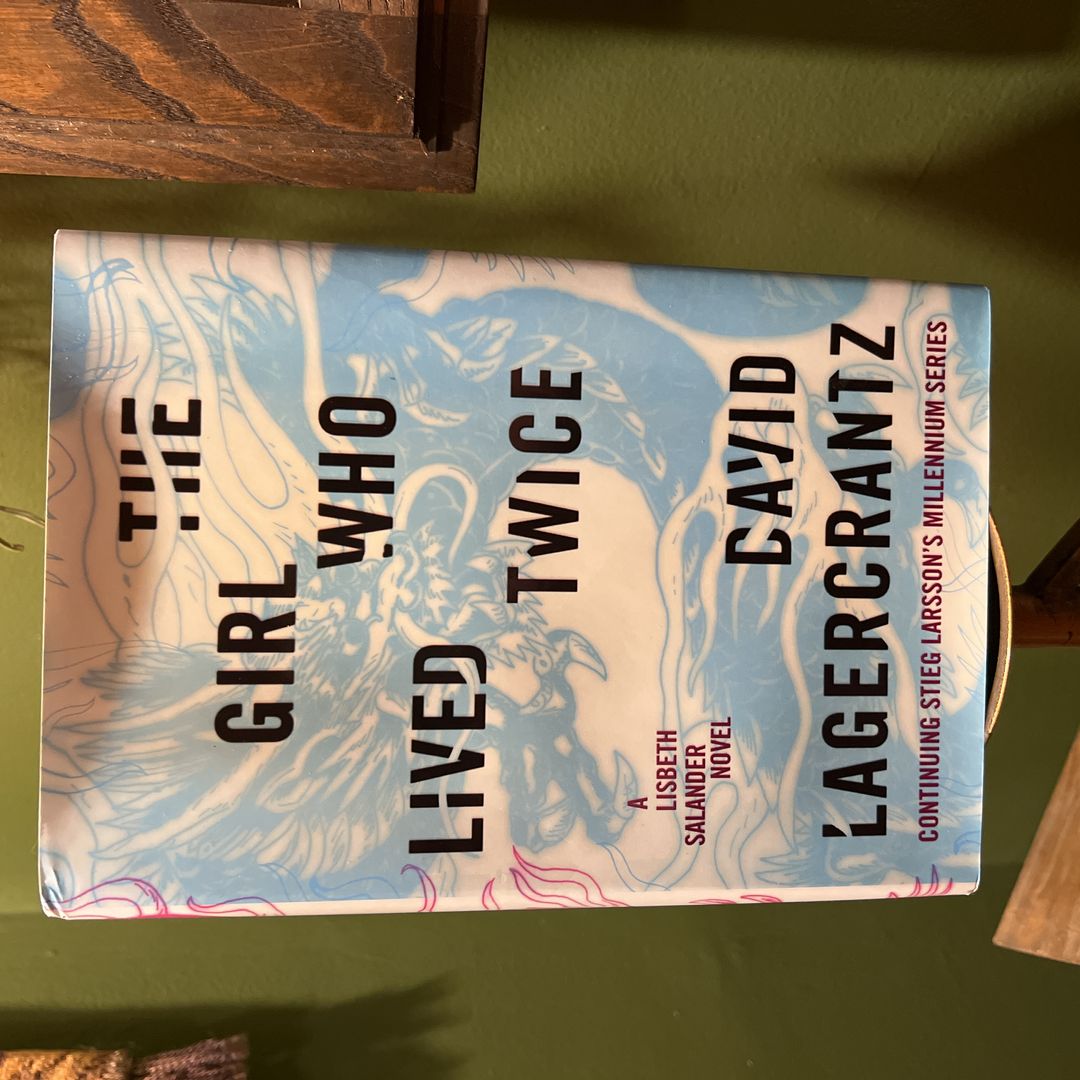 THE
GIRL
WHO
LIVED
TWICE
A
LISBETH
SALANDER
NOVEL
DAVID
LAGERCRANTZ
CONTINUING STIEG LARSSON'S MILLENNIUM SERIES